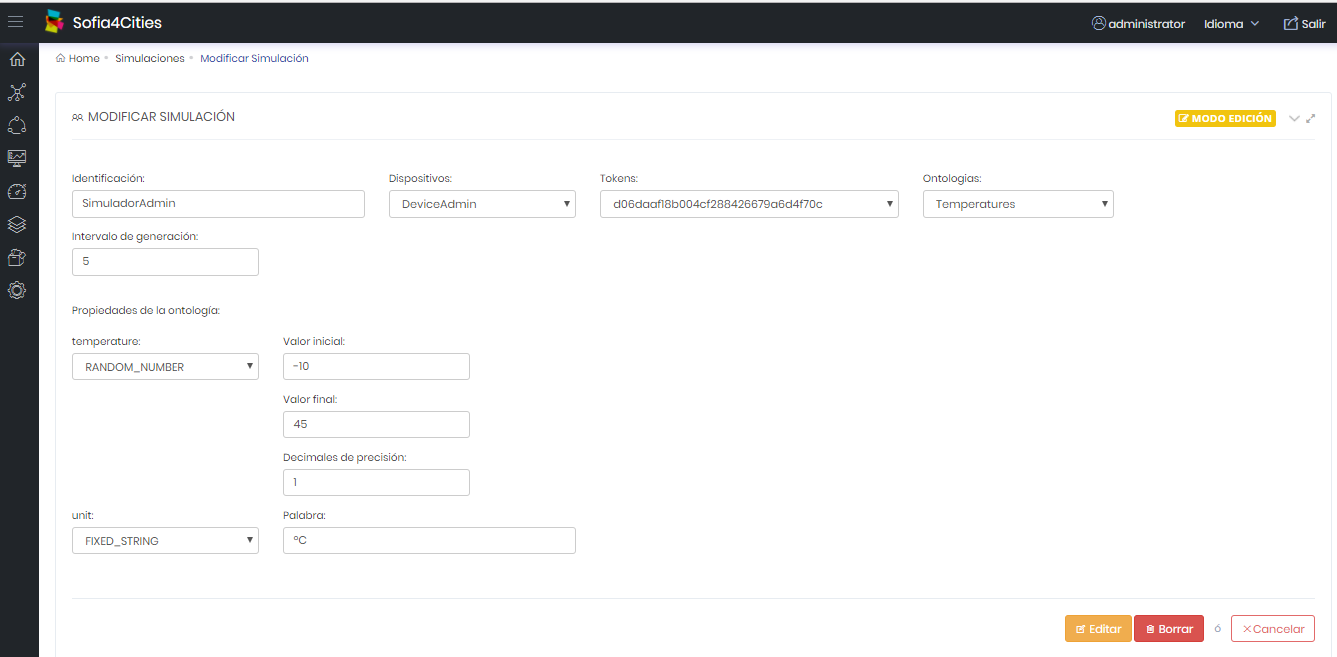 Sofia4Cities
administrator Idioma Salir
Home Simulaciones Modificar Simulación
MODIFICAR SIMULACIÓN
MODO EDICIÓN
Identificación: Dispositivos: Tokens: Ontologías:
SimuladorAdmin DeviceAdmin d06daaf18b004cf288426679a6d4f70c Temperatures
Intervalo de generación:
5
Propiedades de la ontología:
temperature: Valor inicial:
RANDOM_NUMBER -10
Valor final:
45
Decimales de precisión:
1
unit: Palabra:
FIXED_STRING ºC
Editar Borrar ó Cancelar